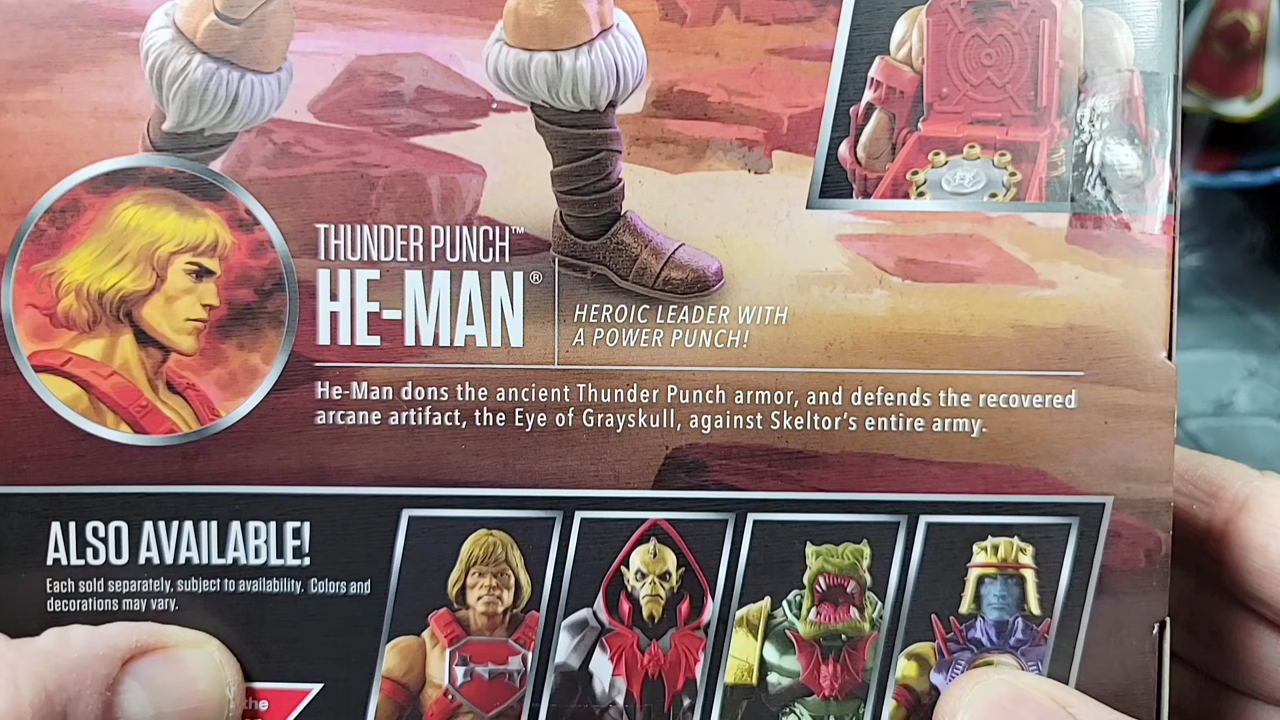 THUNDER PUNCH™
HE-MAN®
HEROIC LEADER WITH
A POWER PUNCH!
He-Man dons the ancient Thunder Punch armor, and defends the recovered
arcane artifact, the Eye of Grayskull, against Skeltor's entire army.
ALSO AVAILABLE!
Each sold separately, subject to availability. Colors and
decorations may vary.
the